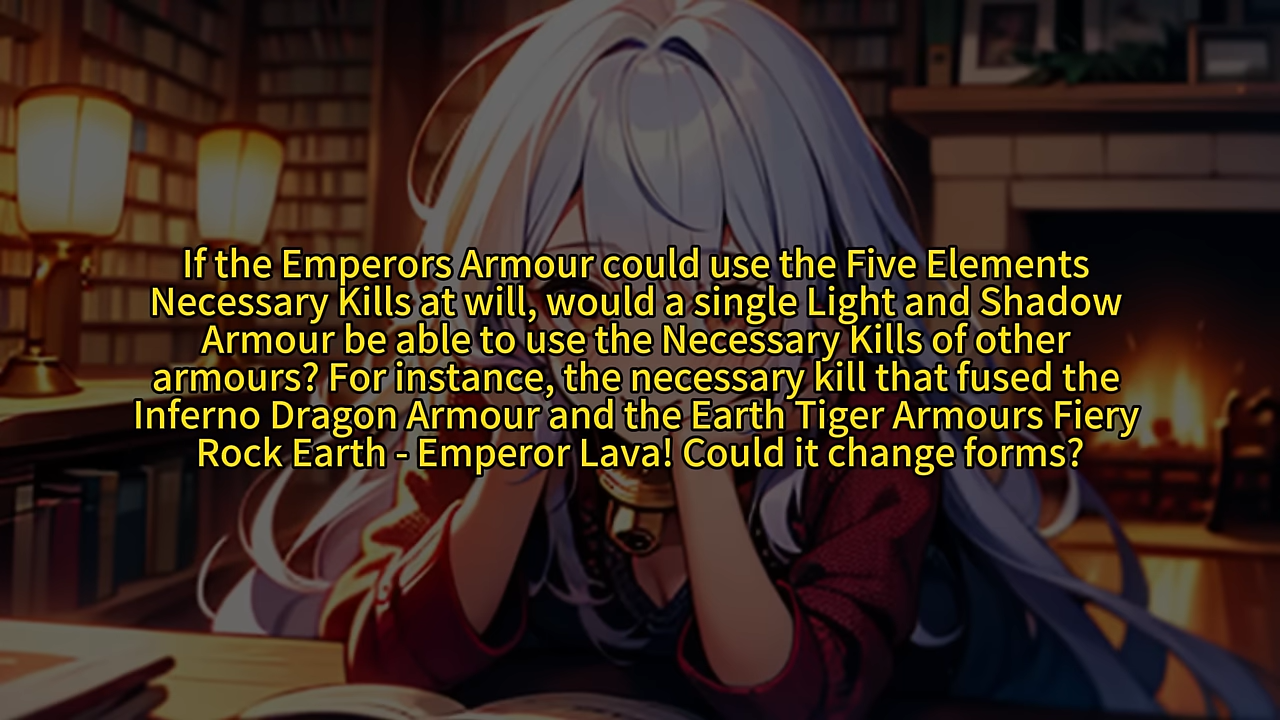 If the Emperors Armour could use the Five Elements
Necessary Kills at will, would a single Light and Shadow
Armour be able to use the Necessary Kills of other
armours? For instance, the necessary kill that fused the
Inferno Dragon Armour and the Earth Tiger Armours Fiery
Rock Earth - Emperor Lava! Could it change forms?